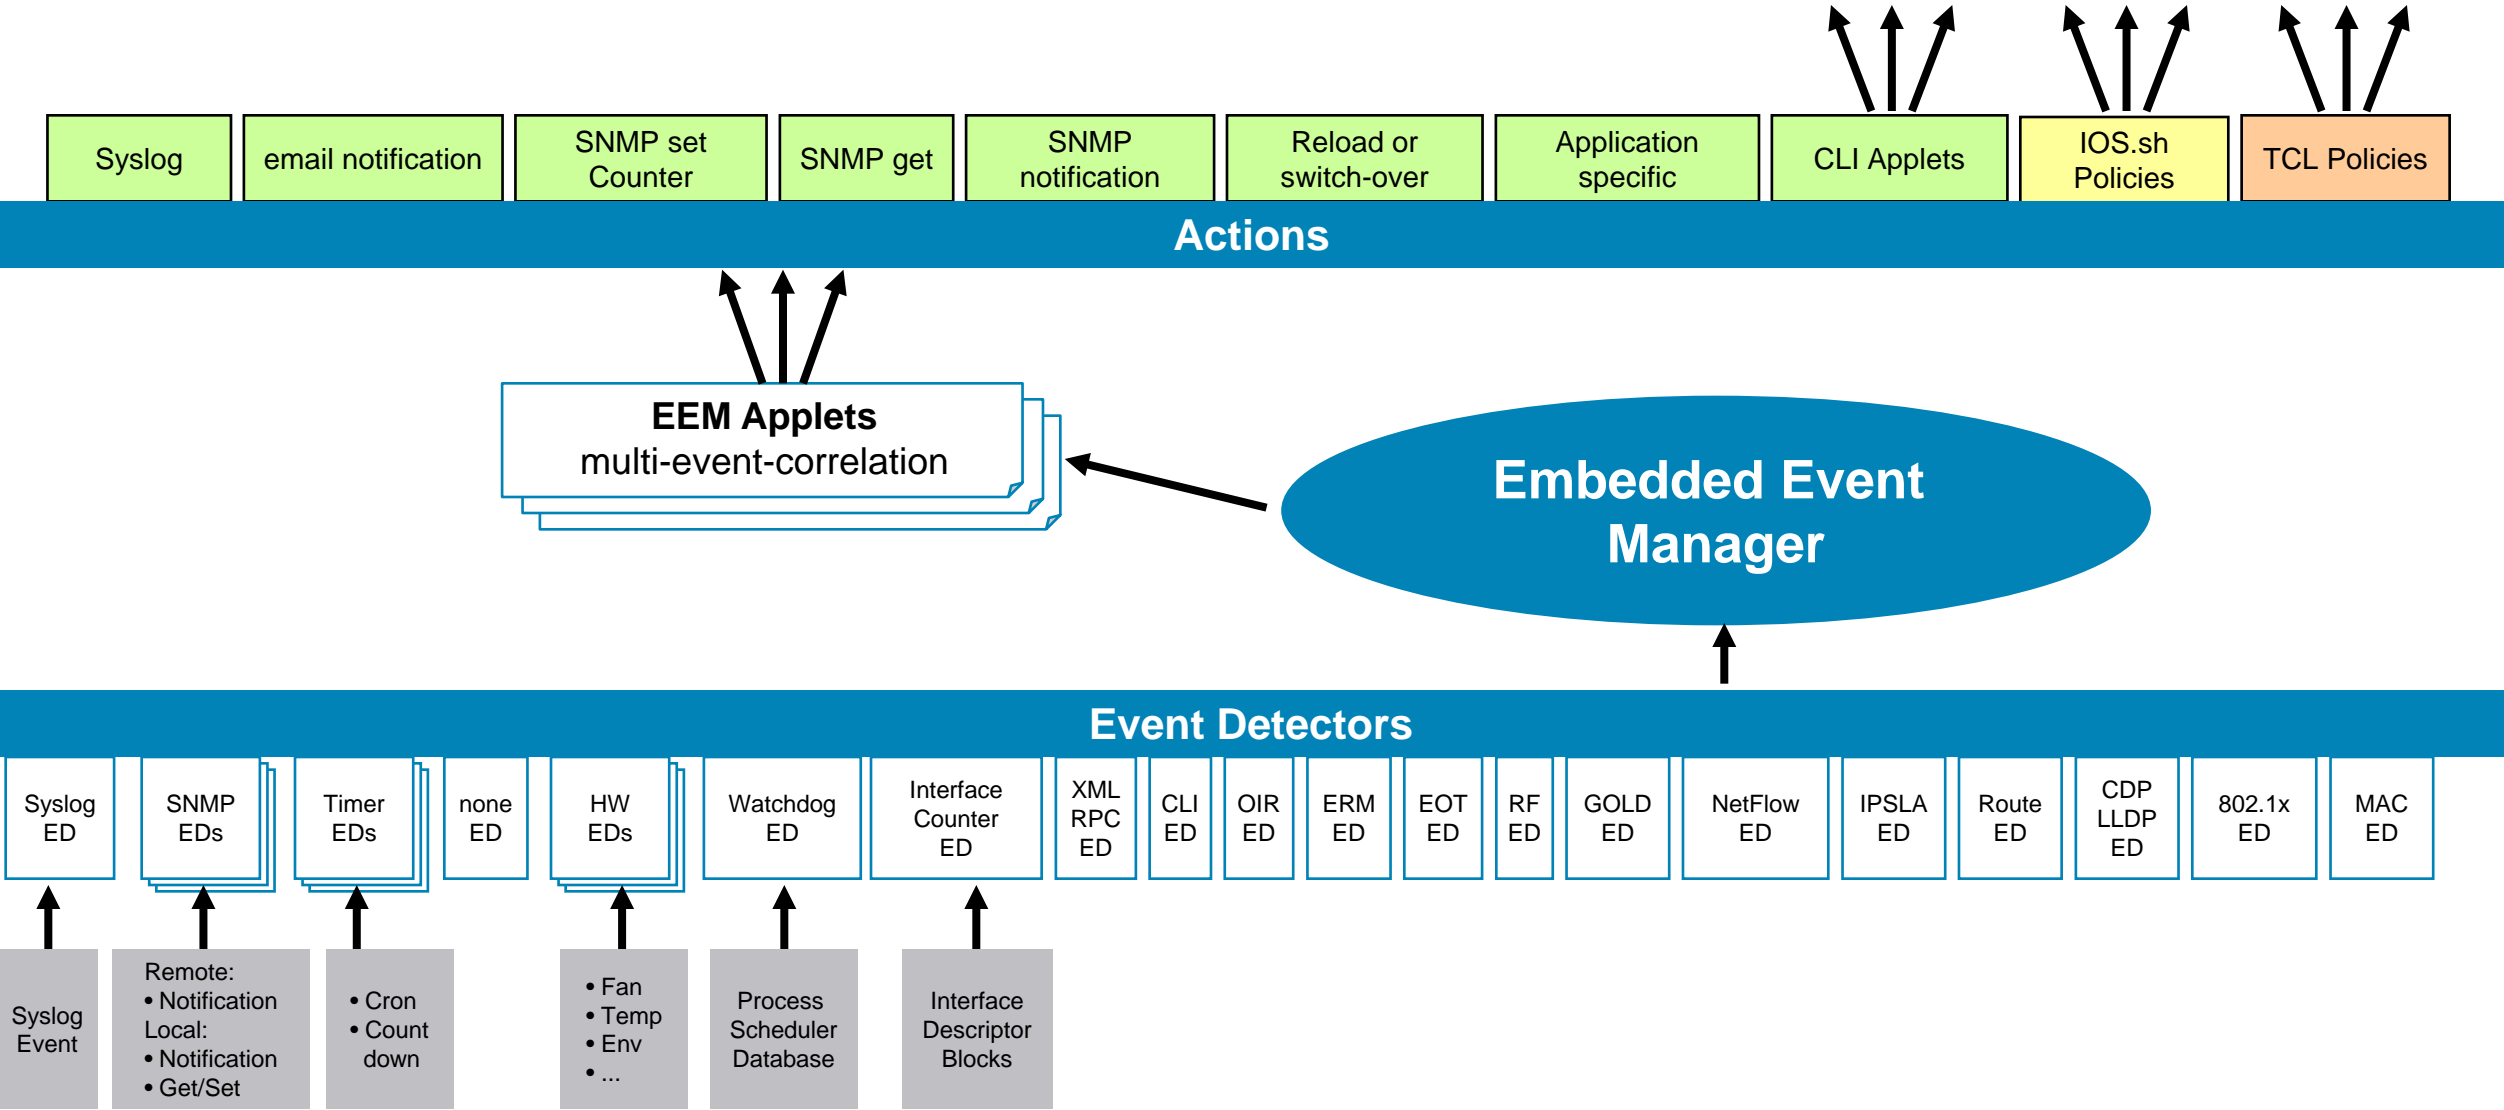 Syslog
email notification
SNMP set
Counter
SNMP get
SNMP
notification
Reload or
switch-over
Application
specific
CLI Applets
IOS.sh
Policies
TCL Policies
Actions
EEM Applets
multi-event-correlation
Embedded Event
Manager
Event Detectors
Syslog
ED
SNMP
EDs
Timer
EDs
none
ED
HW
EDs
Watchdog
ED
Interface
Counter
ED
XML
RPC
ED
CLI
ED
OIR
ED
ERM
ED
EOT
ED
RF
ED
GOLD
ED
NetFlow
ED
IPSLA
ED
Route
ED
CDP
LLDP
ED
802.1x
ED
MAC
ED
Syslog
Event
Remote:
• Notification
Local:
• Notification
• Get/Set
• Cron
• Count
down
• Fan
• Temp
• Env
• ...
Process
Scheduler
Database
Interface
Descriptor
Blocks